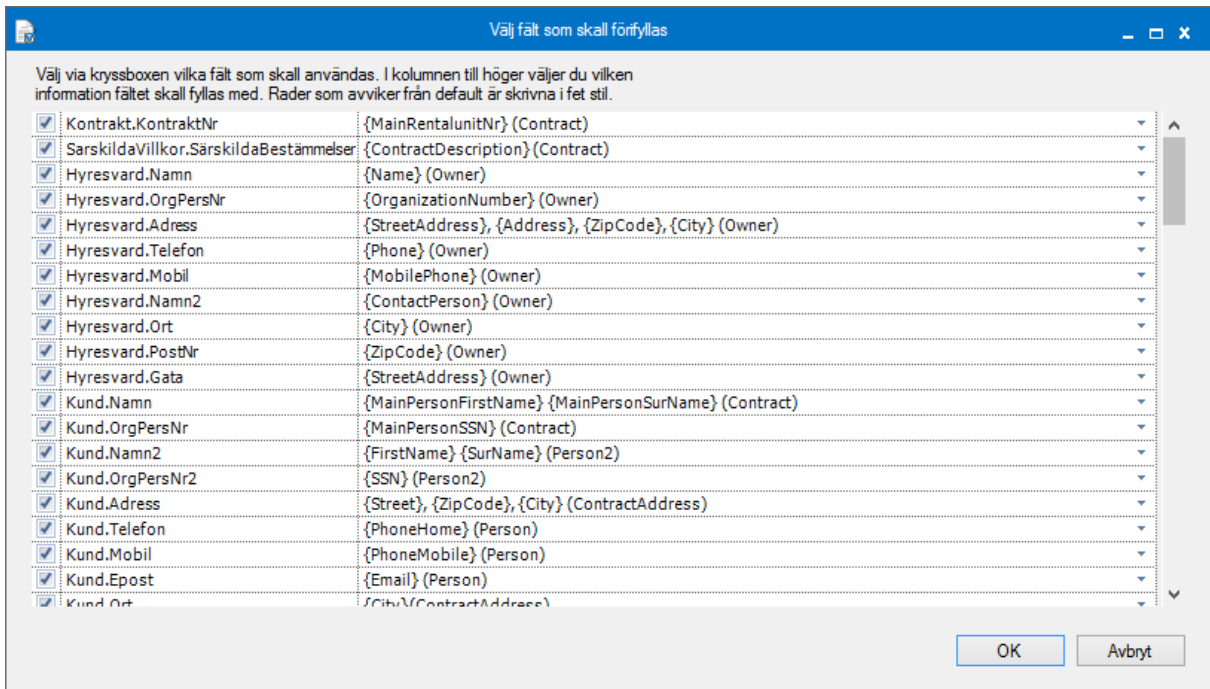 Välj fält som skall förifyllas
Välj via kryssboxen vilka fält som skall användas. I kolumnen till höger väljer du vilken
information fältet skall fyllas med. Rader som avviker från default är skrivna i fet stil.
Kontrakt.KontraktNr {MainRentalunitNr} (Contract)
SarskildaVillkor.SärskildaBestämmelser {ContractDescription} (Contract)
Hyresvard.Namn {Name} (Owner)
Hyresvard.OrgPersNr {OrganizationNumber} (Owner)
Hyresvard.Adress {StreetAddress}, {Address}, {ZipCode}, {City} (Owner)
Hyresvard.Telefon {Phone} (Owner)
Hyresvard.Mobil {MobilePhone} (Owner)
Hyresvard.Namn2 {ContactPerson} (Owner)
Hyresvard.Ort {City} (Owner)
Hyresvard.PostNr {ZipCode} (Owner)
Hyresvard.Gata {StreetAddress} (Owner)
Kund.Namn {MainPersonFirstName} {MainPersonSurName} (Contract)
Kund.OrgPersNr {MainPersonSSN} (Contract)
Kund.Namn2 {FirstName} {SurName} (Person2)
Kund.OrgPersNr2 {SSN} (Person2)
Kund.Adress {Street}, {ZipCode}, {City} (ContractAddress)
Kund.Telefon {PhoneHome} (Person)
Kund.Mobil {PhoneMobile} (Person)
Kund.Epost {Email} (Person)
Kund.Ort {City}(ContractAddress)
OK Avbryt